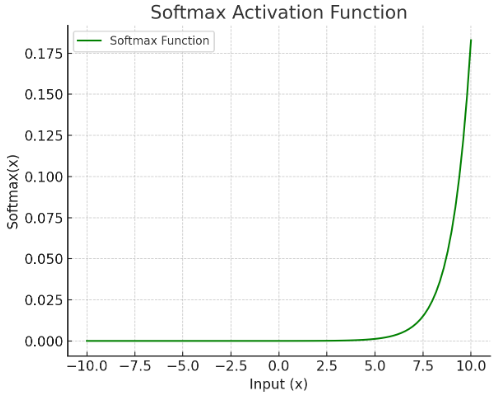 Softmax Activation Function
Softmax Function
0.175
0.150
0.125
0.100
0.075
0.050
0.025
0.000
Softmax(x)
−10.0 −7.5 −5.0 −2.5 0.0 2.5 5.0 7.5 10.0
Input (x)